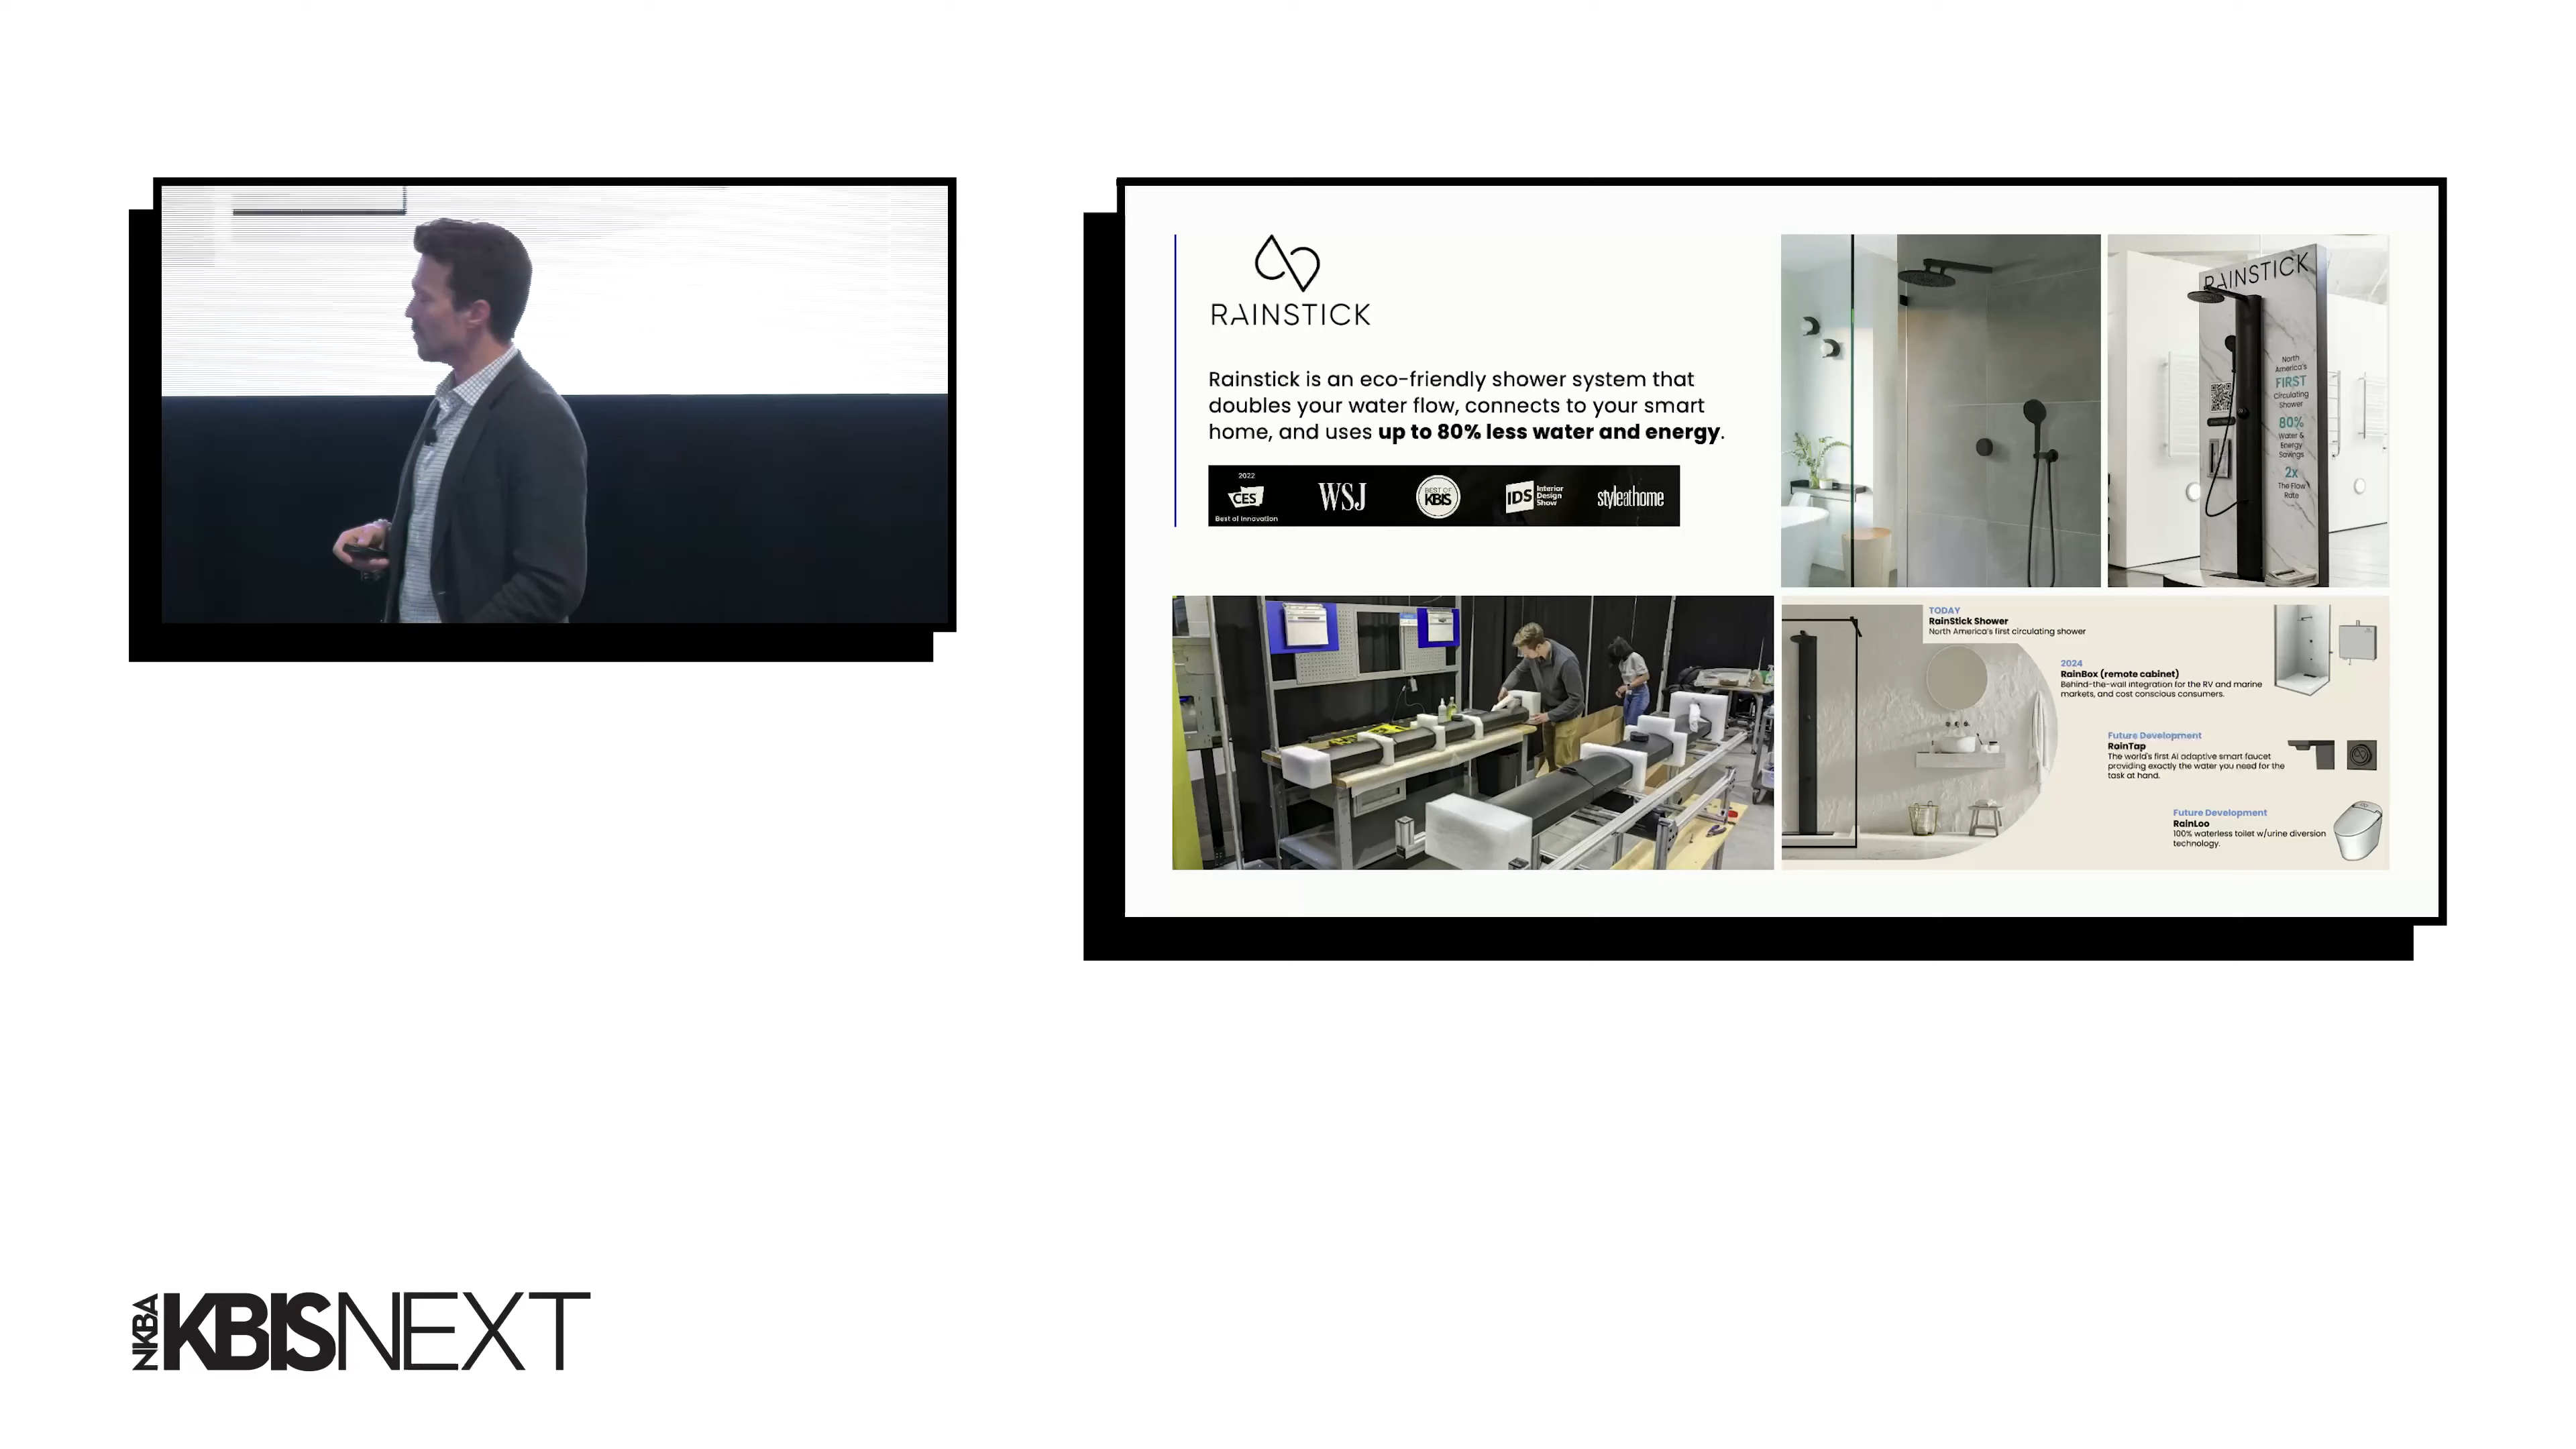 RAINSTICK
Rainstick is an eco-friendly shower system that
doubles your water flow, connects to your smart
home, and uses up to 80% less water and energy.
2022
CES
Best of Innovation
WSJ
BEST OF
KBIS
IDS
Interior
Design
Show
styleathome
RAINSTICK
North
America's
FIRST
Circulating
Shower
80%
Water &
Energy
Savings
2x
The Flow
Rate
TODAY
RainStick Shower
North America's first circulating shower
2024
RainBox (remote cabinet)
Behind-the-wall integration for the RV and marine
markets, and cost conscious consumers.
Future Development
RainTap
The world's first AI adaptive smart faucet
providing exactly the water you need for the
task at hand.
Future Development
RainLoo
100% waterless toilet w/urine diversion
technology.
NKBA
KBISNEXT